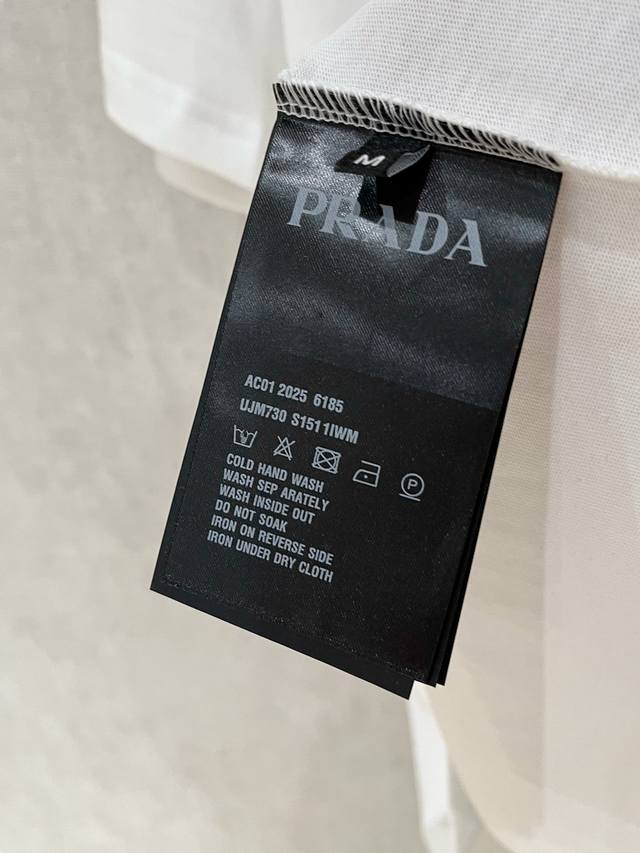 M
PRADA
AC01 2025 6185
UJM730 S151 1IWM
P
COLD HAND WASH
WASH SEP ARATELY
WASH INSIDE OUT
DO NOT SOAK
IRON ON REVERSE SIDE
IRON UNDER DRY CLOTH